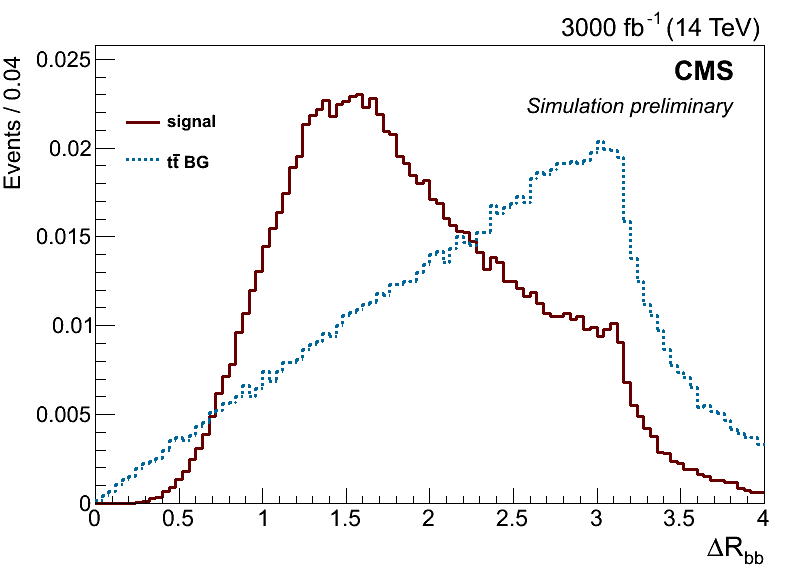 3000 fb⁻¹ (14 TeV)
CMS
Simulation preliminary
Events / 0.04
signal
tt̄ BG
0.025
0.02
0.015
0.01
0.005
0
0 0.5 1 1.5 2 2.5 3 3.5 4
ΔR_bb